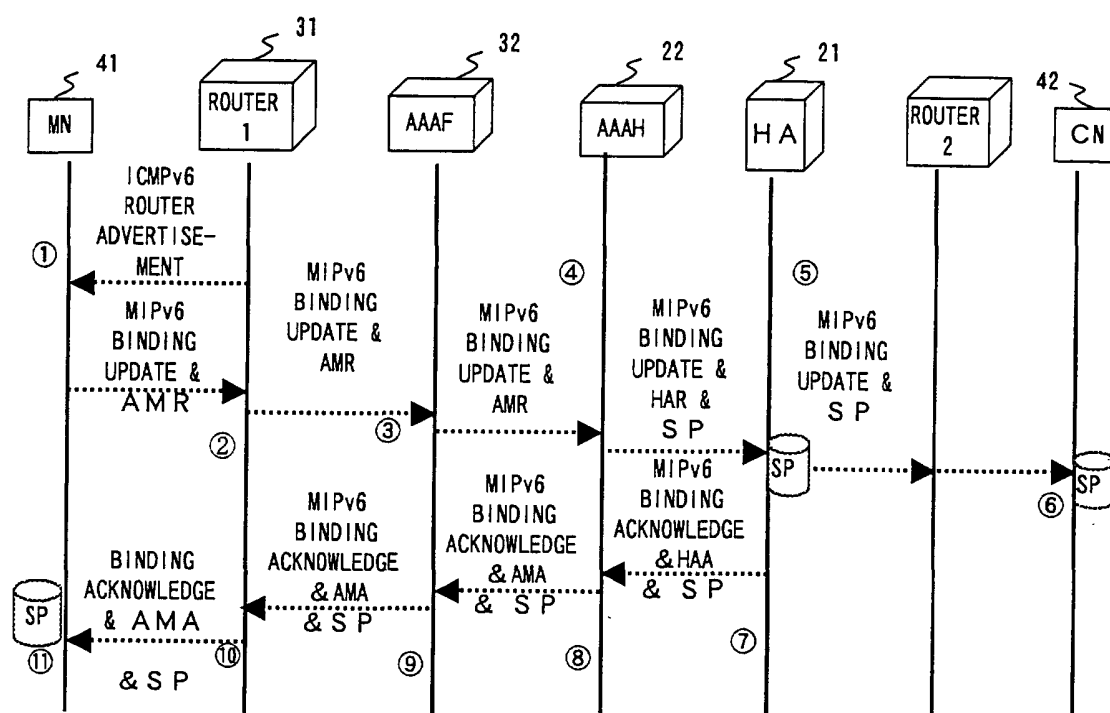 31
32
22
21
41
42
MN
ROUTER
1
AAAF
AAAH
HA
ROUTER
2
CN
ICMPv6
ROUTER
ADVERTISE-
MENT
①
MIPv6
BINDING
UPDATE &
AMR
②
MIPv6
BINDING
UPDATE &
AMR
③
MIPv6
BINDING
UPDATE &
AMR
④
MIPv6
BINDING
UPDATE &
HAR &
SP
⑤
MIPv6
BINDING
UPDATE &
SP
SP
SP
⑥
MIPv6
BINDING
ACKNOWLEDGE
&HAA
& SP
⑦
MIPv6
BINDING
ACKNOWLEDGE
&AMA
& SP
⑧
MIPv6
BINDING
ACKNOWLEDGE
&AMA
&SP
⑨
BINDING
ACKNOWLEDGE
& AMA
&SP
⑩
SP
⑪